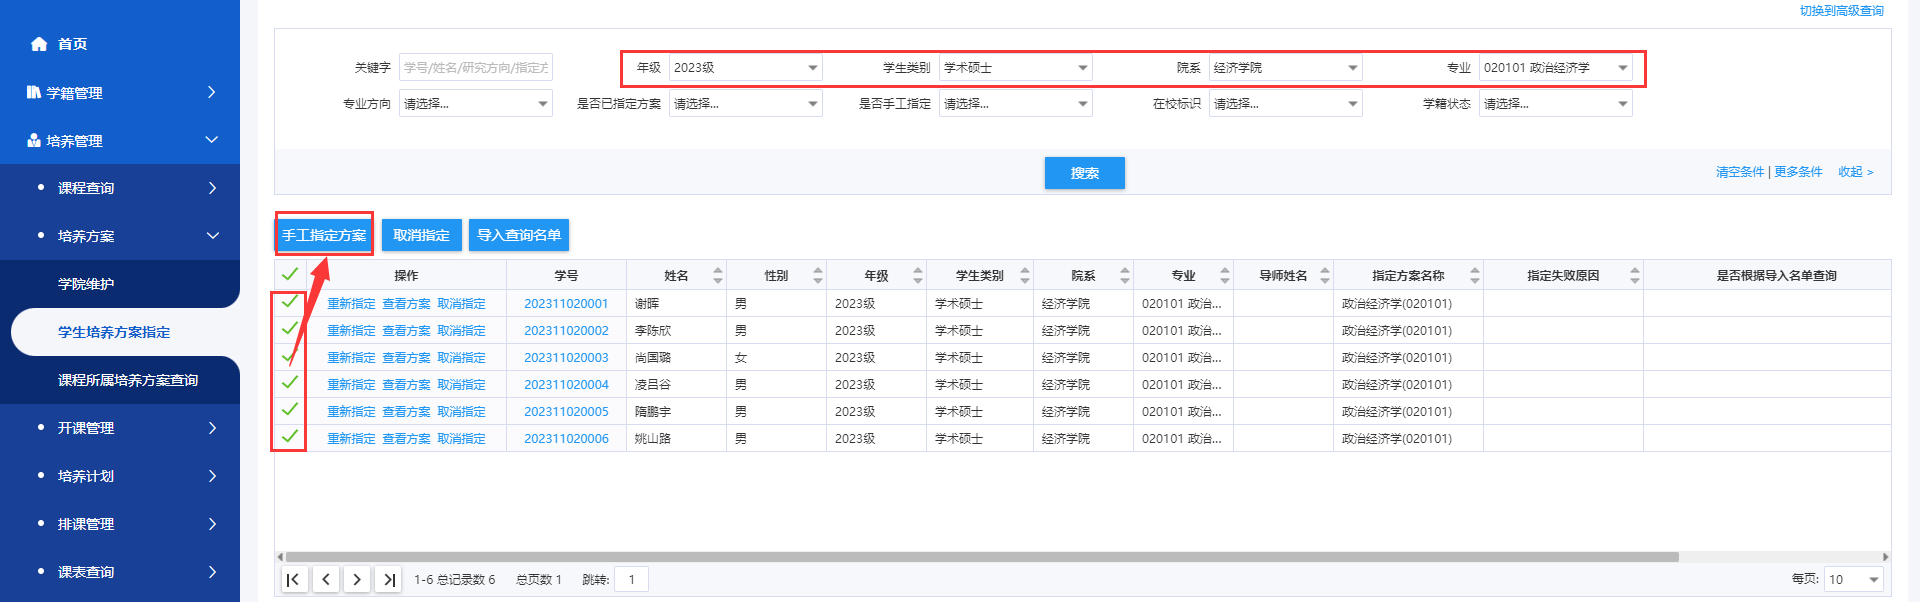 切换到高级查询
首页
学籍管理
培养管理
课程查询
培养方案
学院维护
学生培养方案指定
课程所属培养方案查询
开课管理
培养计划
排课管理
课表查询
关键字 学号/姓名/研究方向/指定方 年级 2023级 学生类别 学术硕士 院系 经济学院 专业 020101 政治经济学
专业方向 请选择... 是否已指定方案 请选择... 是否手工指定 请选择... 在校标识 请选择... 学籍状态 请选择...
搜索
清空条件 | 更多条件 收起 >
手工指定方案 取消指定 导入查询名单
操作 学号 姓名 性别 年级 学生类别 院系 专业 导师姓名 指定方案名称 指定失败原因 是否根据导入名单查询
重新指定 查看方案 取消指定 202311020001 谢晖 男 2023级 学术硕士 经济学院 020101 政治... 政治经济学(020101)
重新指定 查看方案 取消指定 202311020002 李陈欣 男 2023级 学术硕士 经济学院 020101 政治... 政治经济学(020101)
重新指定 查看方案 取消指定 202311020003 尚国璐 女 2023级 学术硕士 经济学院 020101 政治... 政治经济学(020101)
重新指定 查看方案 取消指定 202311020004 凌吕谷 男 2023级 学术硕士 经济学院 020101 政治... 政治经济学(020101)
重新指定 查看方案 取消指定 202311020005 隋鹏宇 男 2023级 学术硕士 经济学院 020101 政治... 政治经济学(020101)
重新指定 查看方案 取消指定 202311020006 姚山路 男 2023级 学术硕士 经济学院 020101 政治... 政治经济学(020101)
1-6 总记录数 6 总页数 1 跳转: 1 每页: 10